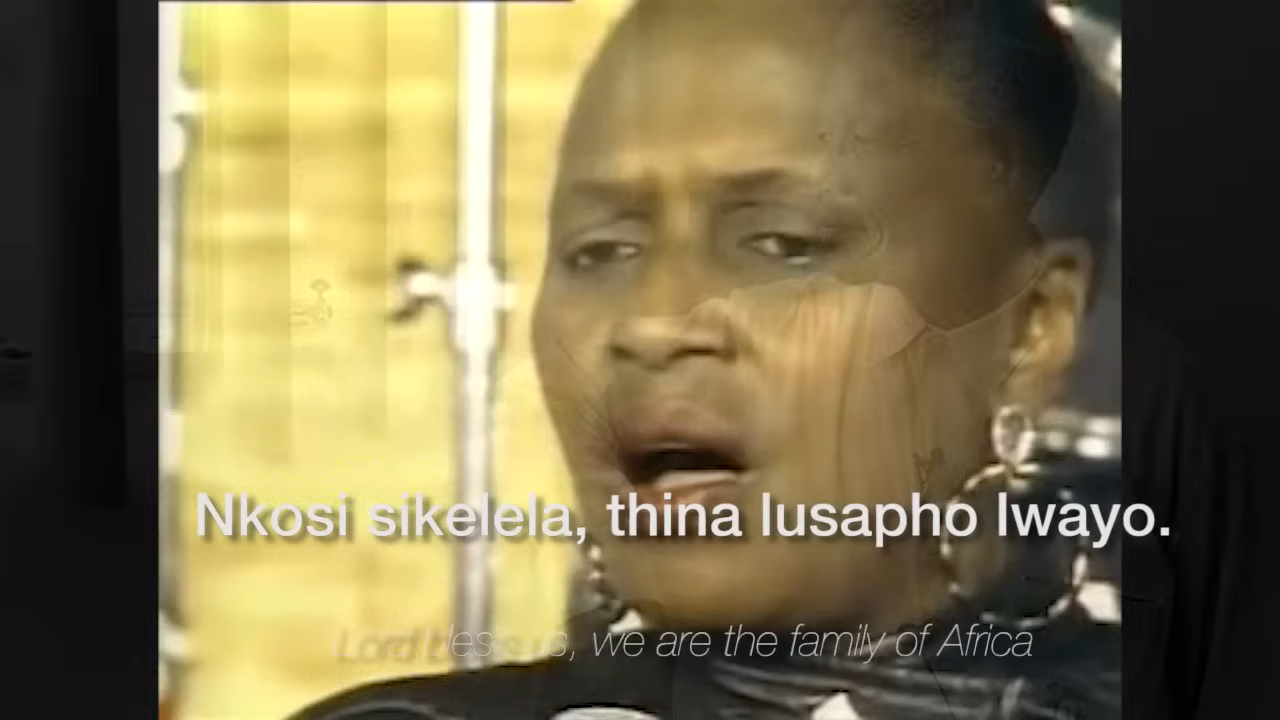 Nkosi sikelela, thina lusapho lwayo.
Lord bless us, we are the family of Africa